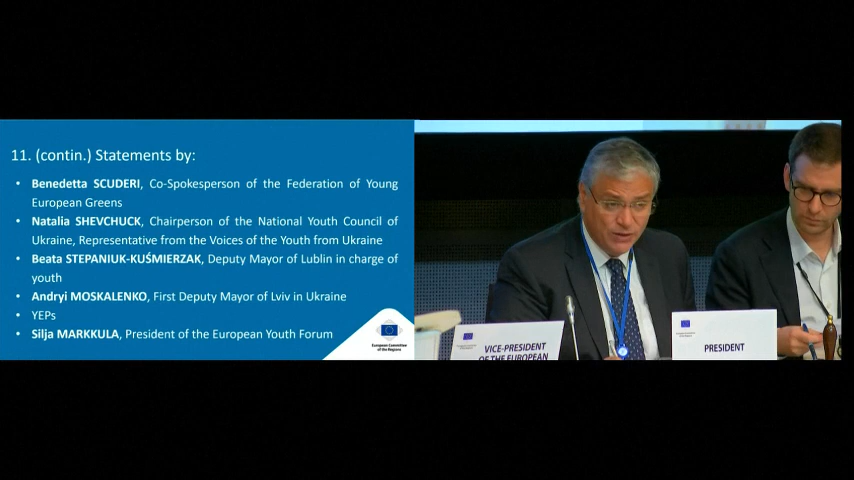 11. (contin.) Statements by:
• Benedetta SCUDERI, Co-Spokesperson of the Federation of Young
European Greens
• Natalia SHEVCHUCK, Chairperson of the National Youth Council of
Ukraine, Representative from the Voices of the Youth from Ukraine
• Beata STEPANIUK-KUŚMIERZAK, Deputy Mayor of Lublin in charge of
youth
• Andryi MOSKALENKO, First Deputy Mayor of Lviv in Ukraine
• YEPs
• Silja MARKKULA, President of the European Youth Forum
European Committee
of the Regions
VICE-PRESIDENT
OF THE EUROPEAN
PRESIDENT